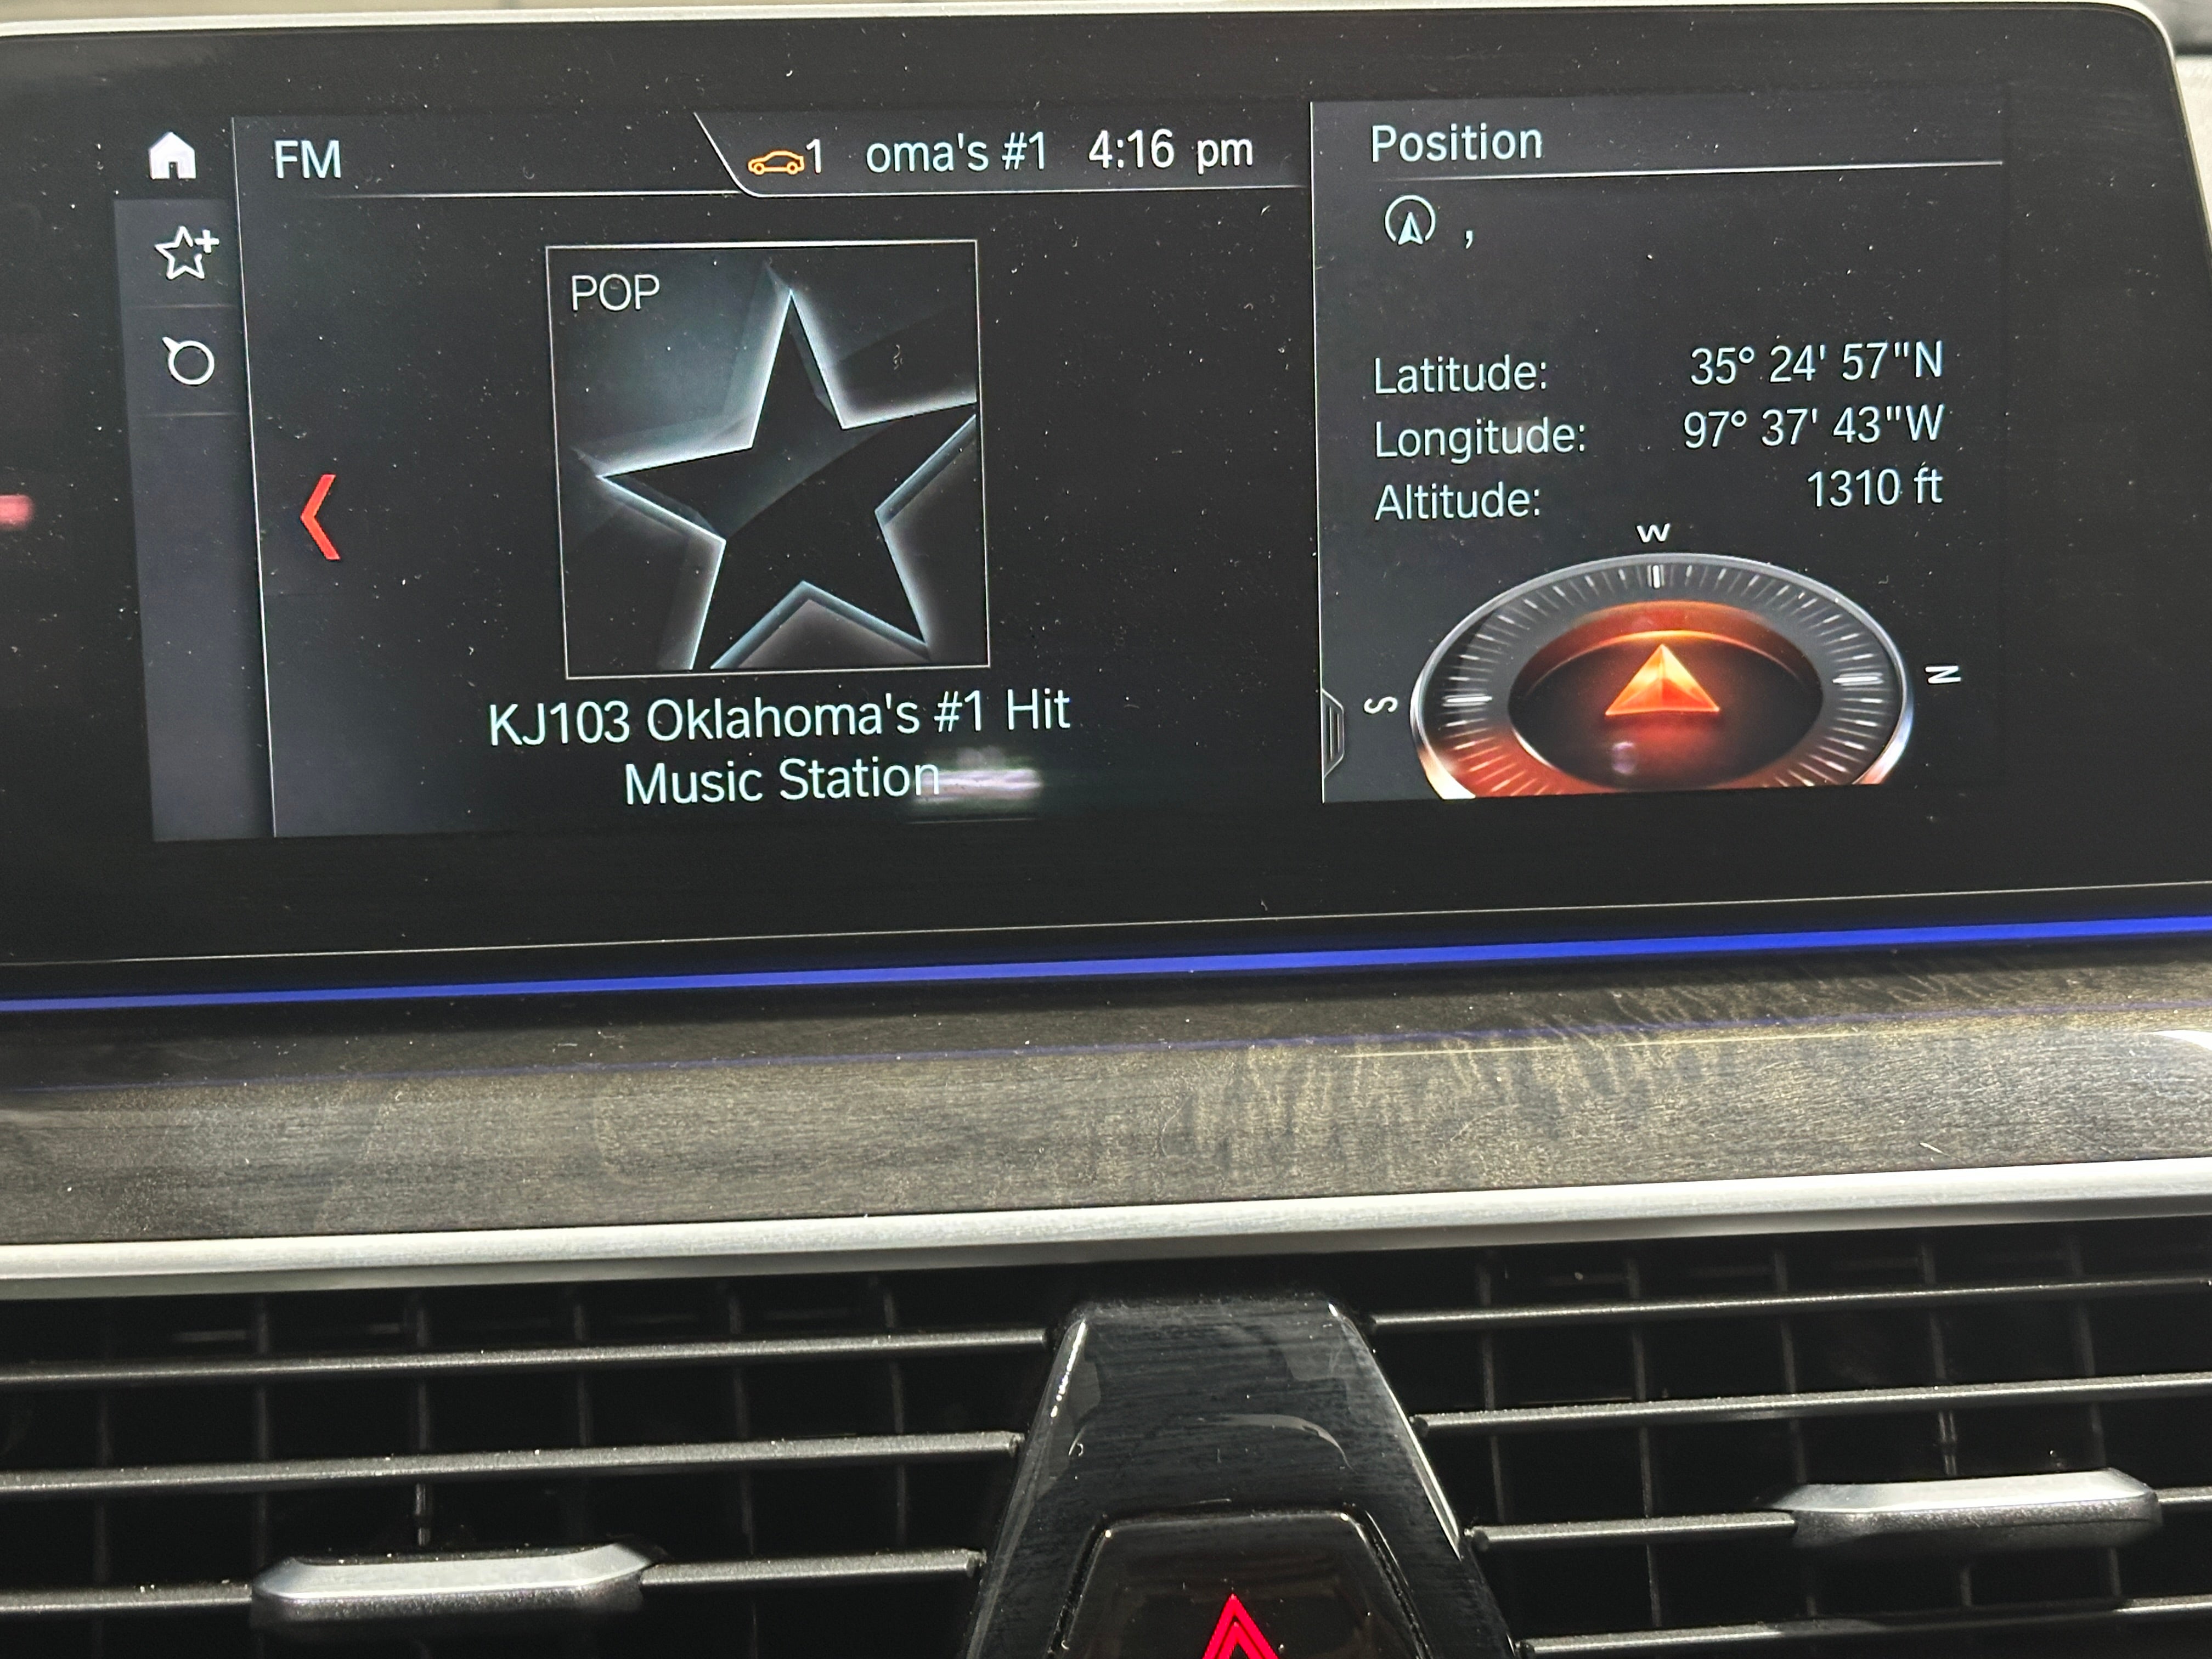 FM
1 oma's #1 4:16 pm
POP
KJ103 Oklahoma's #1 Hit
Music Station
Position
,
Latitude: 35° 24' 57"N
Longitude: 97° 37' 43"W
Altitude: 1310 ft
W
S
N